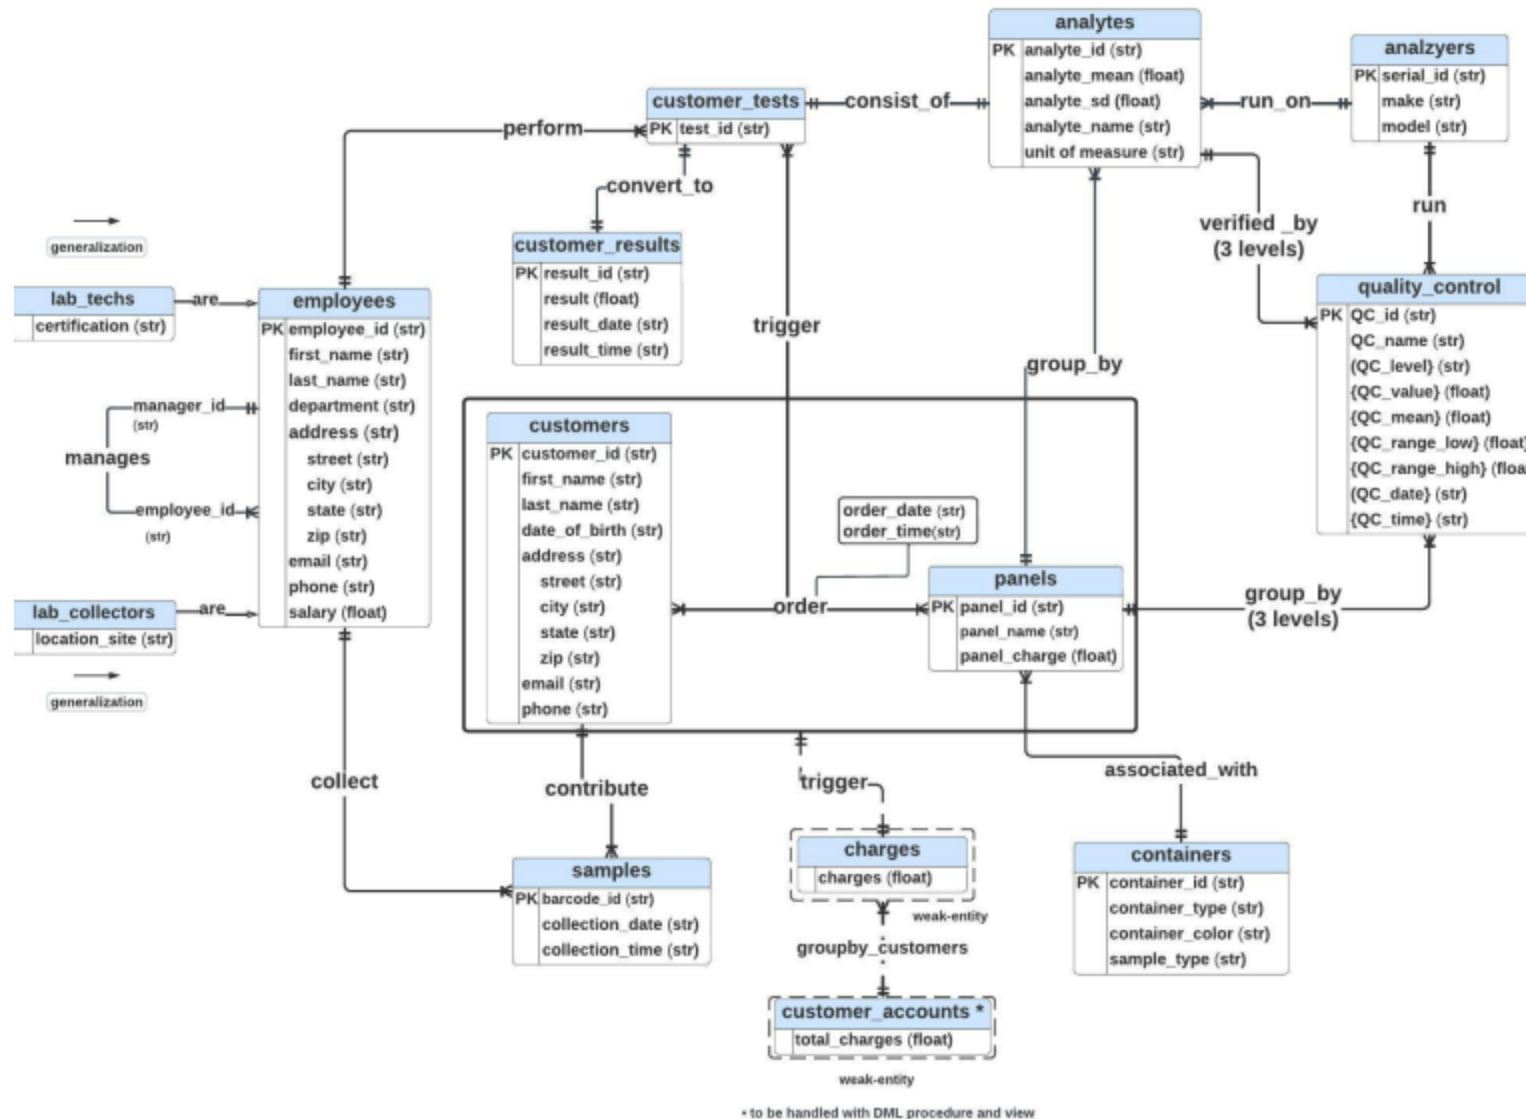 analytes
PK analyte_id (str)
analyte_mean (float)
analyte_sd (float)
analyte_name (str)
unit of measure (str)
analzyers
PK serial_id (str)
make (str)
model (str)
customer_tests
PK test_id (str)
consist_of
run_on
perform
convert_to
run
verified _by
(3 levels)
generalization
customer_results
PK result_id (str)
result (float)
result_date (str)
result_time (str)
lab_techs
certification (str)
are
employees
PK employee_id (str)
first_name (str)
last_name (str)
department (str)
address (str)
street (str)
city (str)
state (str)
zip (str)
email (str)
phone (str)
salary (float)
manager_id
(str)
manages
employee_id
(str)
trigger
group_by
quality_control
PK QC_id (str)
QC_name (str)
{QC_level} (str)
{QC_value} (float)
{QC_mean} (float)
{QC_range_low} (float)
{QC_range_high} (floa
{QC_date} (str)
{QC_time} (str)
customers
PK customer_id (str)
first_name (str)
last_name (str)
date_of_birth (str)
address (str)
street (str)
city (str)
state (str)
zip (str)
email (str)
phone (str)
order_date (str)
order_time(str)
order
panels
PK panel_id (str)
panel_name (str)
panel_charge (float)
group_by
(3 levels)
lab_collectors
location_site (str)
are
generalization
collect
contribute
trigger
associated_with
samples
PK barcode_id (str)
collection_date (str)
collection_time (str)
charges
charges (float)
weak-entity
containers
PK container_id (str)
container_type (str)
container_color (str)
sample_type (str)
groupby_customers
customer_accounts *
total_charges (float)
weak-entity
• to be handled with DML procedure and view